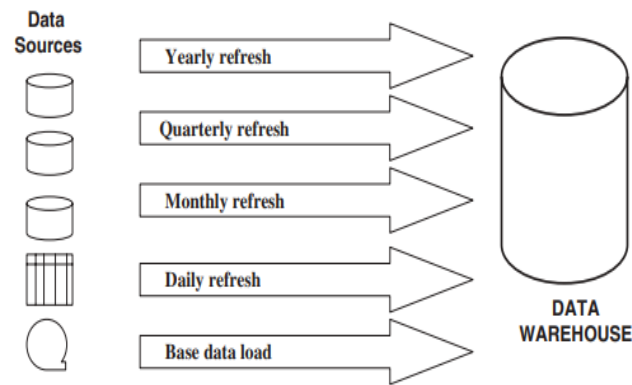 Data
Sources
Yearly refresh
Quarterly refresh
Monthly refresh
Daily refresh
Base data load
DATA
WAREHOUSE